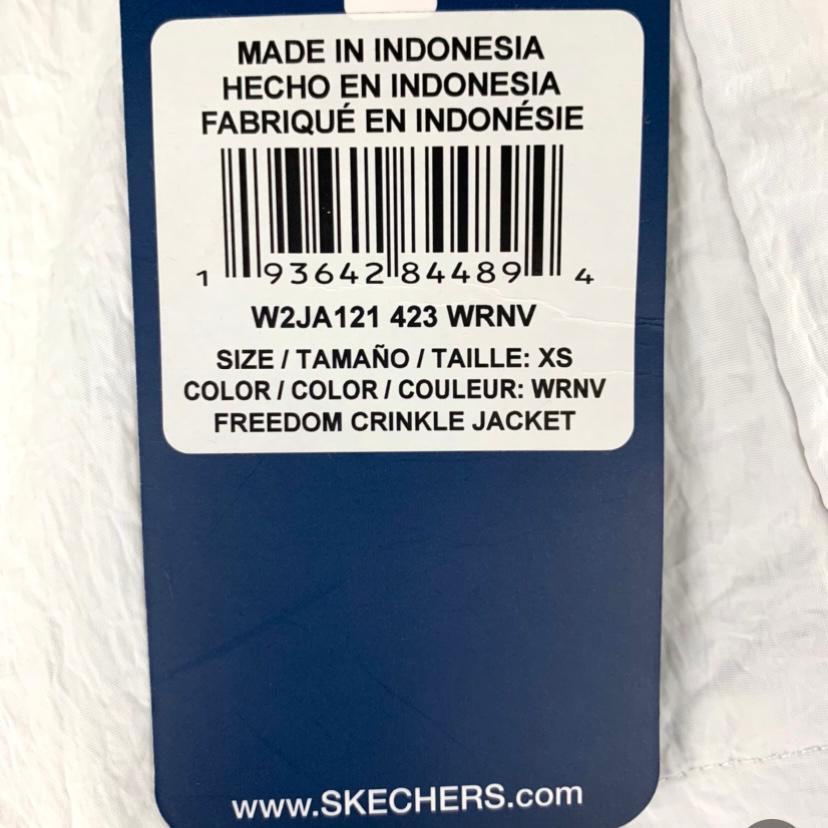 MADE IN INDONESIA
HECHO EN INDONESIA
FABRIQUÉ EN INDONÉSIE
1 93642 84489 4
W2JA121 423 WRNV
SIZE / TAMAÑO / TAILLE: XS
COLOR / COLOR / COULEUR: WRNV
FREEDOM CRINKLE JACKET
www.SKECHERS.com